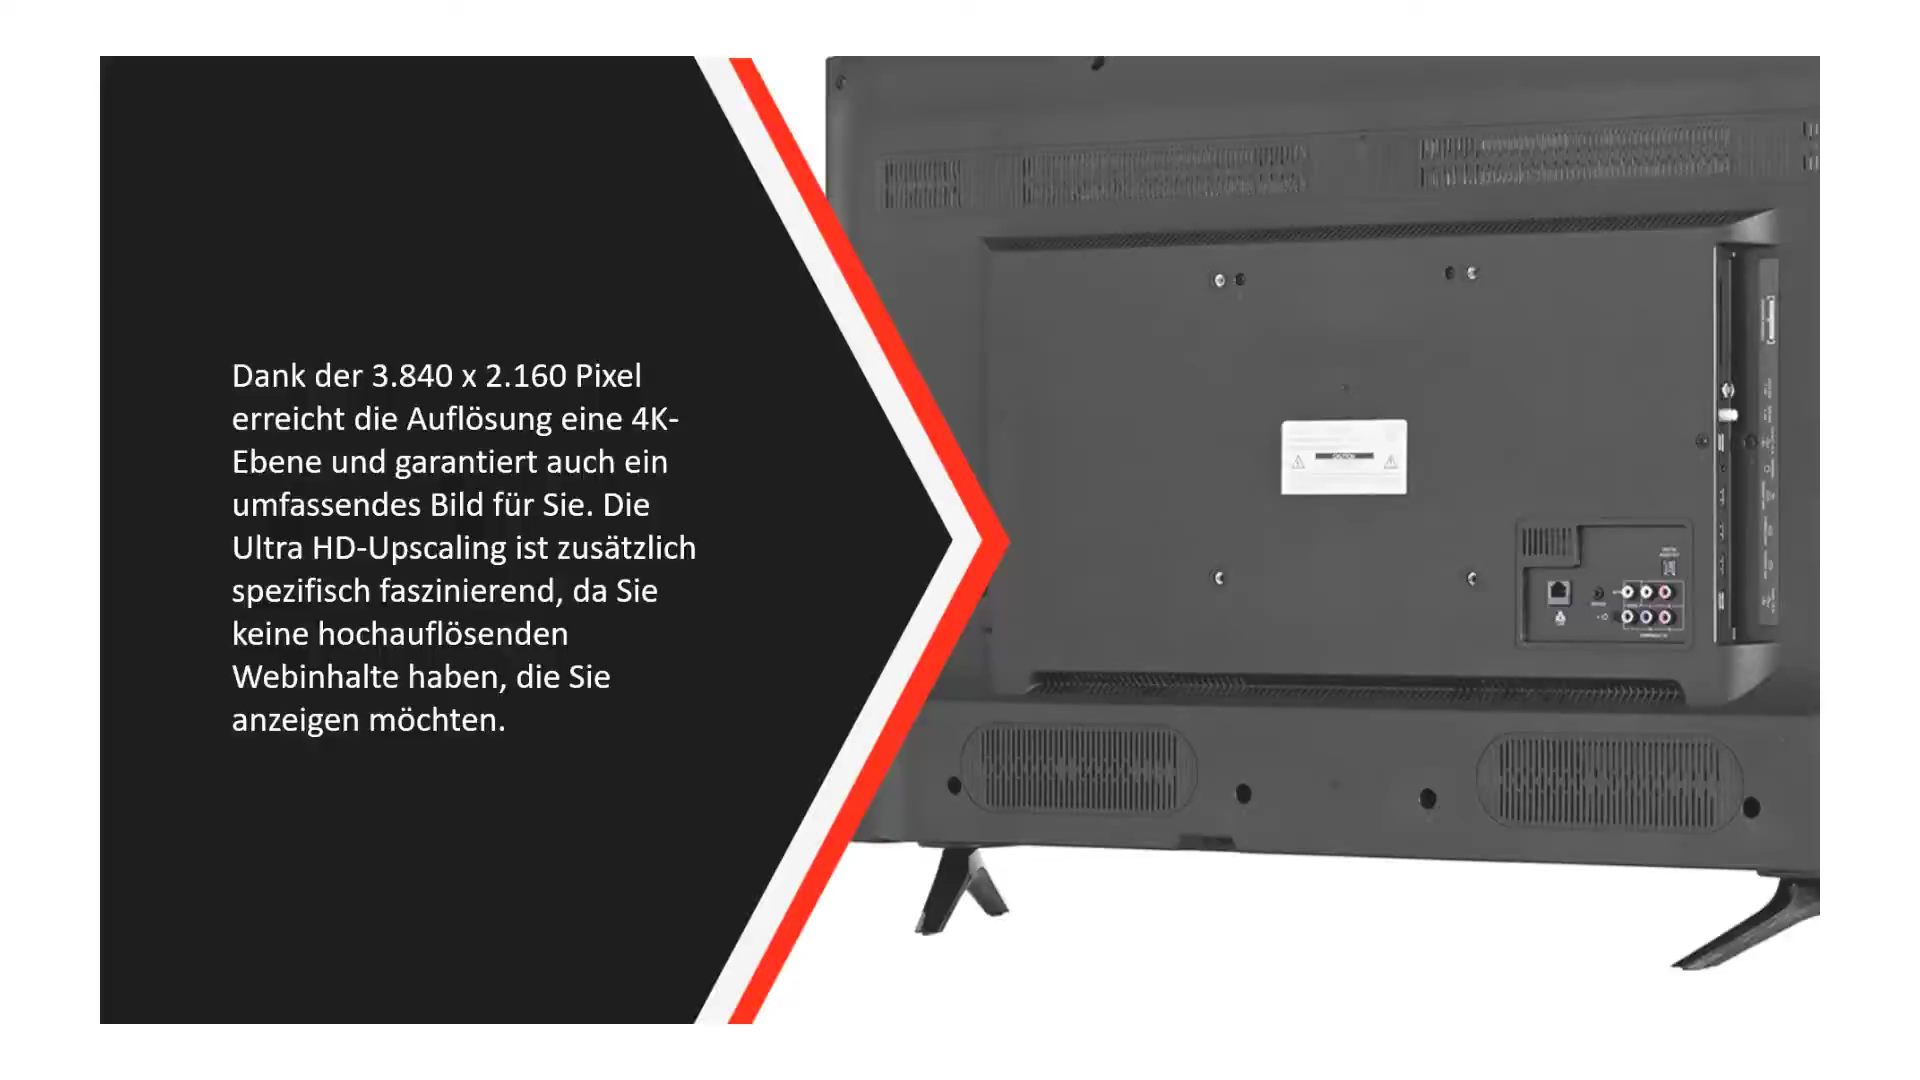 Dank der 3.840 x 2.160 Pixel
erreicht die Auflösung eine 4K-
Ebene und garantiert auch ein
umfassendes Bild für Sie. Die
Ultra HD-Upscaling ist zusätzlich
spezifisch faszinierend, da Sie
keine hochauflösenden
Webinhalte haben, die Sie
anzeigen möchten.
CAUTION